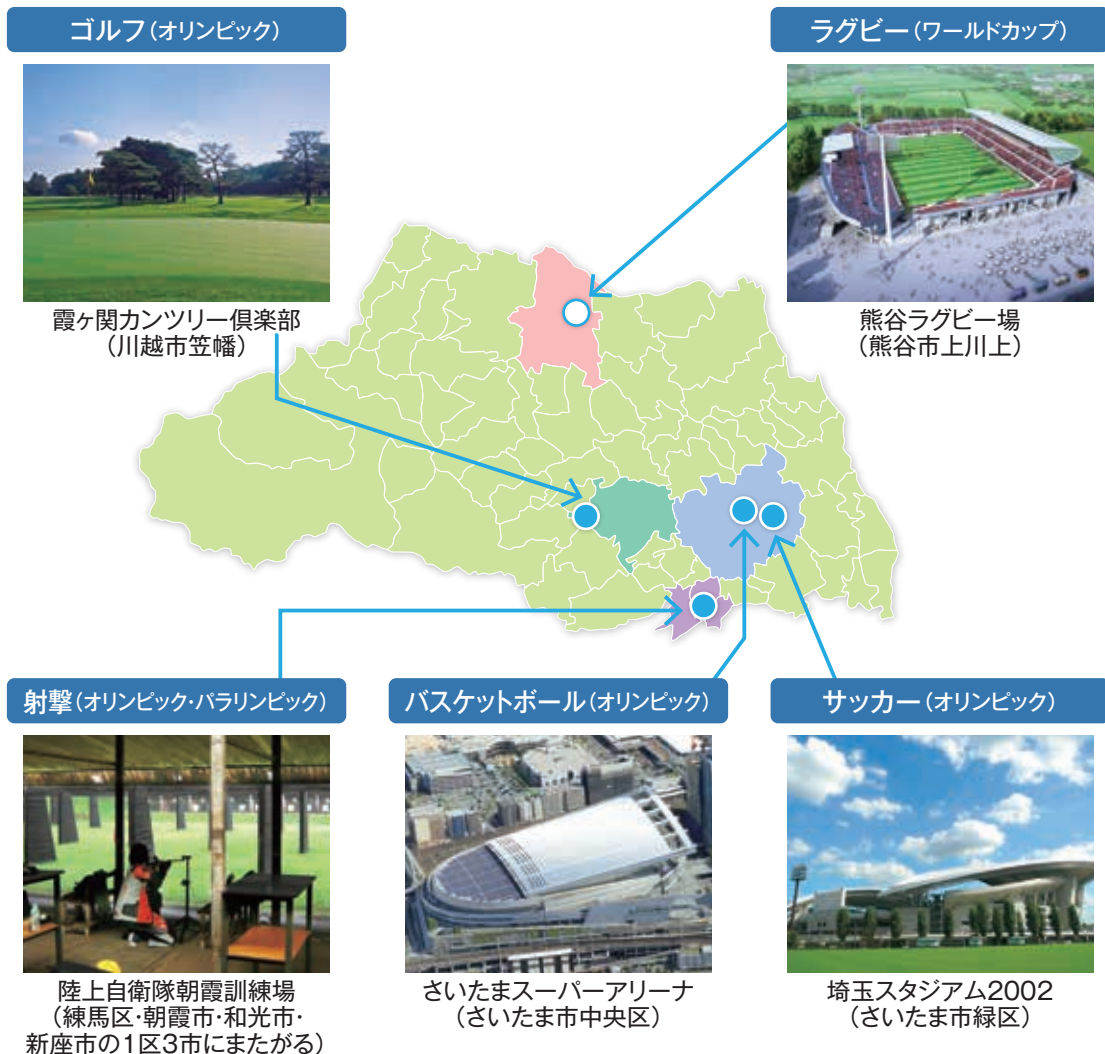 ゴルフ(オリンピック)
霞ヶ関カンツリー倶楽部
(川越市笠幡)
ラグビー(ワールドカップ)
熊谷ラグビー場
(熊谷市上川上)
射撃(オリンピック・パラリンピック)
陸上自衛隊朝霞訓練場
(練馬区・朝霞市・和光市・
新座市の1区3市にまたがる)
バスケットボール(オリンピック)
さいたまスーパーアリーナ
(さいたま市中央区)
サッカー(オリンピック)
埼玉スタジアム2002
(さいたま市緑区)